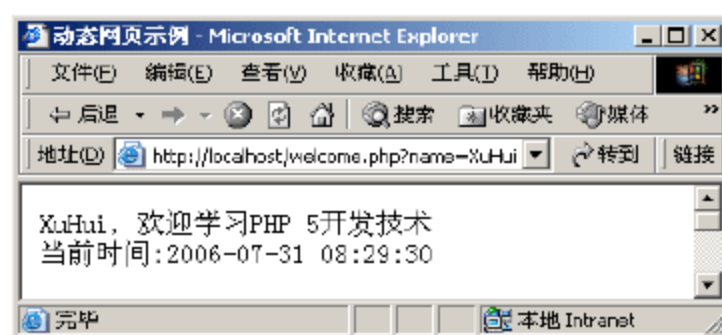 动态网页示例 - Microsoft Internet Explorer
文件(F) 编辑(E) 查看(V) 收藏(A) 工具(T) 帮助(H)
后退 搜索 收藏夹 媒体 »
地址(D) http://localhost/welcome.php?name=XuHui 转到 链接
XuHui, 欢迎学习PHP 5开发技术
当前时间:2006-07-31 08:29:30
完毕 本地 Intranet